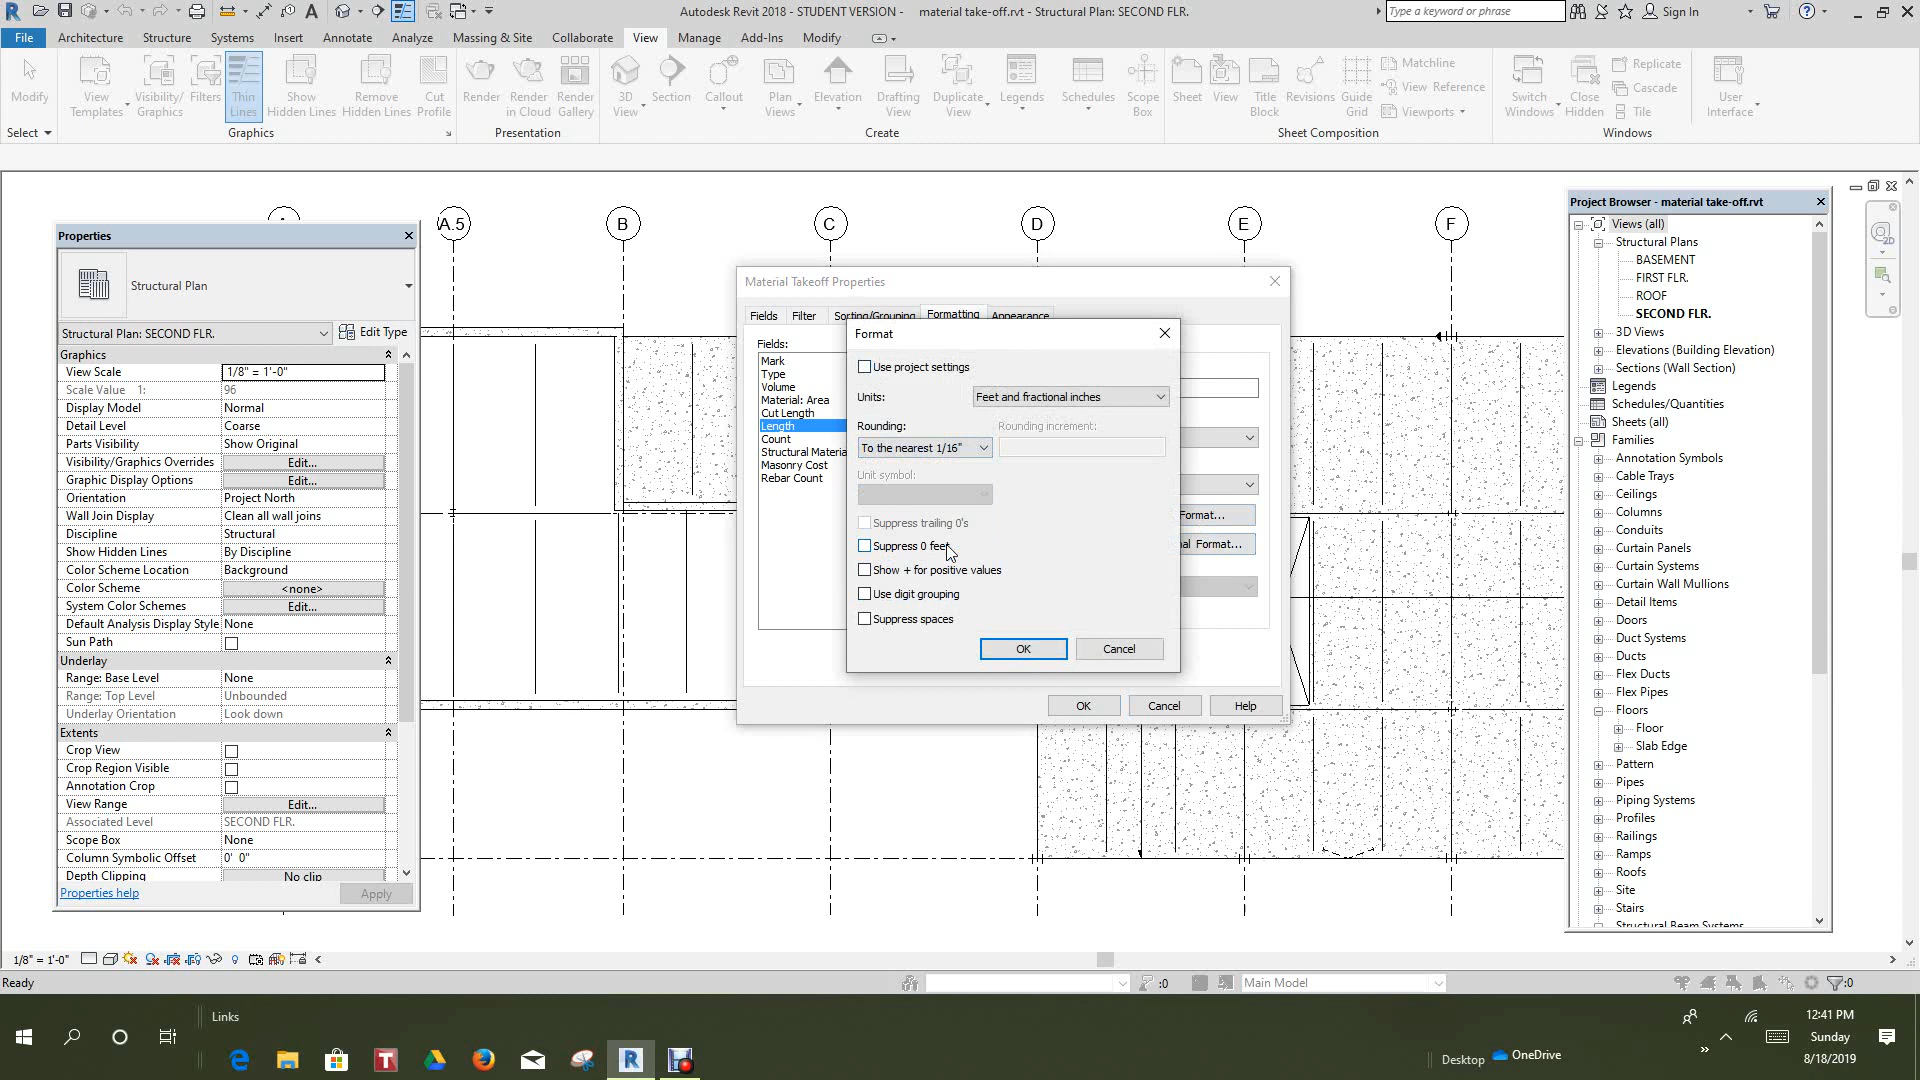 Autodesk Revit 2018 - STUDENT VERSION - material take-off.rvt - Structural Plan: SECOND FLR.
Type a keyword or phrase
Sign In
File Architecture Structure Systems Insert Annotate Analyze Massing & Site Collaborate View Manage Add-Ins Modify
Modify
View Templates
Visibility/ Graphics
Filters
Thin Lines
Show Hidden Lines
Remove Hidden Lines
Cut Profile
Render
Render in Cloud
Render Gallery
3D View
Section
Callout
Plan Views
Elevation
Drafting View
Duplicate View
Legends
Schedules
Scope Box
Sheet
View
Title Block
Revisions
Guide Grid
Matchline
View Reference
Viewports
Switch Windows
Close Hidden
Replicate
Cascade
Tile
User Interface
Select Graphics Presentation Create Sheet Composition Windows
A.5 B C D E F
Properties
Structural Plan
Structural Plan: SECOND FLR.
Edit Type
Graphics
View Scale 1/8" = 1'-0"
Scale Value 1: 96
Display Model Normal
Detail Level Coarse
Parts Visibility Show Original
Visibility/Graphics Overrides Edit...
Graphic Display Options Edit...
Orientation Project North
Wall Join Display Clean all wall joins
Discipline Structural
Show Hidden Lines By Discipline
Color Scheme Location Background
Color Scheme <none>
System Color Schemes Edit...
Default Analysis Display Style None
Sun Path
Underlay
Range: Base Level None
Range: Top Level Unbounded
Underlay Orientation Look down
Extents
Crop View
Crop Region Visible
Annotation Crop
View Range Edit...
Associated Level SECOND FLR.
Scope Box None
Column Symbolic Offset 0' 0"
Depth Clipping No clip
Properties help
Apply
Material Takeoff Properties
Fields Filter Sorting/Grouping Formatting Appearance
Fields:
Mark
Type
Volume
Material: Area
Cut Length
Length
Count
Structural Materia
Masonry Cost
Rebar Count
Format...
al Format...
OK Cancel Help
Format
Use project settings
Units: Feet and fractional inches
Rounding: Rounding increment:
To the nearest 1/16"
Unit symbol:
Suppress trailing 0's
Suppress 0 feet
Show + for positive values
Use digit grouping
Suppress spaces
OK Cancel
Project Browser - material take-off.rvt
Views (all)
Structural Plans
BASEMENT
FIRST FLR.
ROOF
SECOND FLR.
3D Views
Elevations (Building Elevation)
Sections (Wall Section)
Legends
Schedules/Quantities
Sheets (all)
Families
Annotation Symbols
Cable Trays
Ceilings
Columns
Conduits
Curtain Panels
Curtain Systems
Curtain Wall Mullions
Detail Items
Doors
Duct Systems
Ducts
Flex Ducts
Flex Pipes
Floors
Floor
Slab Edge
Pattern
Pipes
Piping Systems
Profiles
Railings
Ramps
Roofs
Site
Stairs
Structural Beam Systems
2D
1/8" = 1'-0"
Ready
:0
Main Model
:0
Links
Desktop
OneDrive
12:41 PM
Sunday
8/18/2019